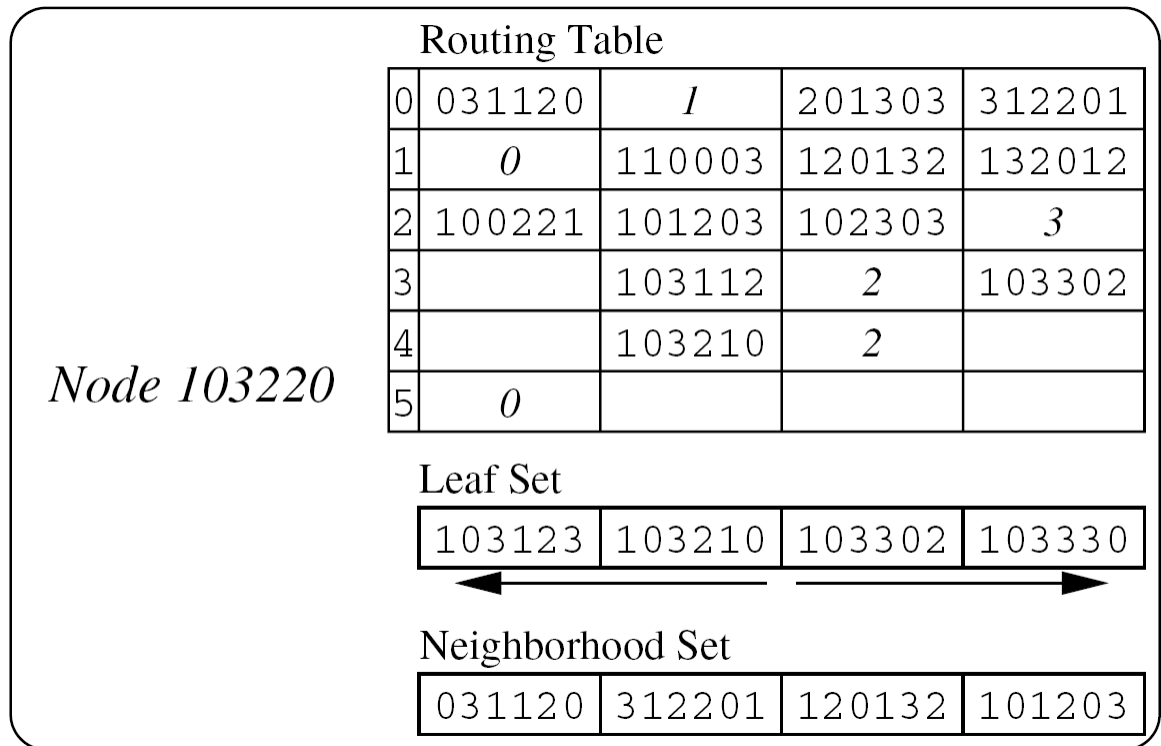 Routing Table
0 031120 1 201303 312201
1 0 110003 120132 132012
2 100221 101203 102303 3
3 103112 2 103302
4 103210 2
Node 103220
5 0
Leaf Set
103123 103210 103302 103330
Neighborhood Set
031120 312201 120132 101203